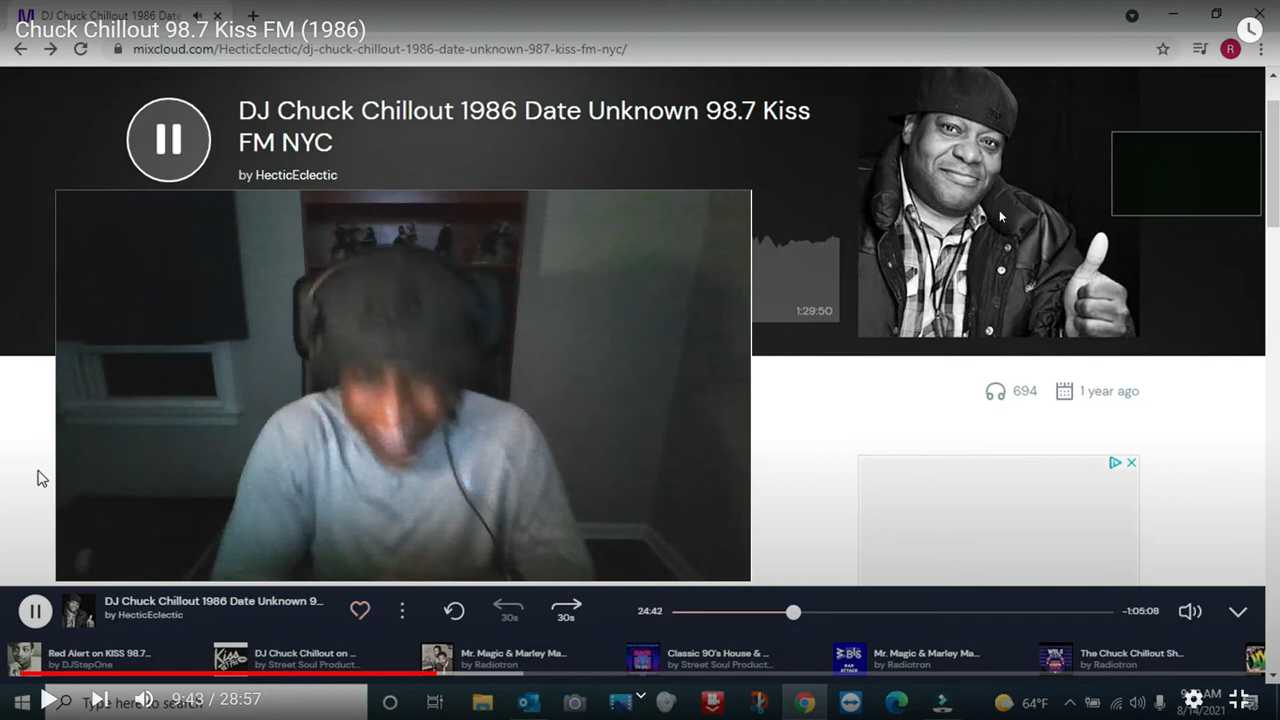 DJ Chuck Chillout 1986 Date
Chuck Chillout 98.7 Kiss FM (1986)
mixcloud.com/HecticEclectic/dj-chuck-chillout-1986-date-unknown-987-kiss-fm-nyc/
R
DJ Chuck Chillout 1986 Date Unknown 98.7 Kiss
FM NYC
by HecticEclectic
1:29:50
694
1 year ago
DJ Chuck Chillout 1986 Date Unknown 9...
by HecticEclectic
30s
30s
24:42
-1:05:08
Red Alert on KISS 98.7...
by DJStepOne
DJ Chuck Chillout on ...
by Street Soul Product...
Mr. Magic & Marley Ma...
by Radiotron
Classic 90's House & ...
by Street Soul Product...
Mr. Magic & Marley Ma...
by Radiotron
The Chuck Chillout Sh...
by Radiotron
Type here to search
9:43 / 28:57
64°F
AM
8/14/2021